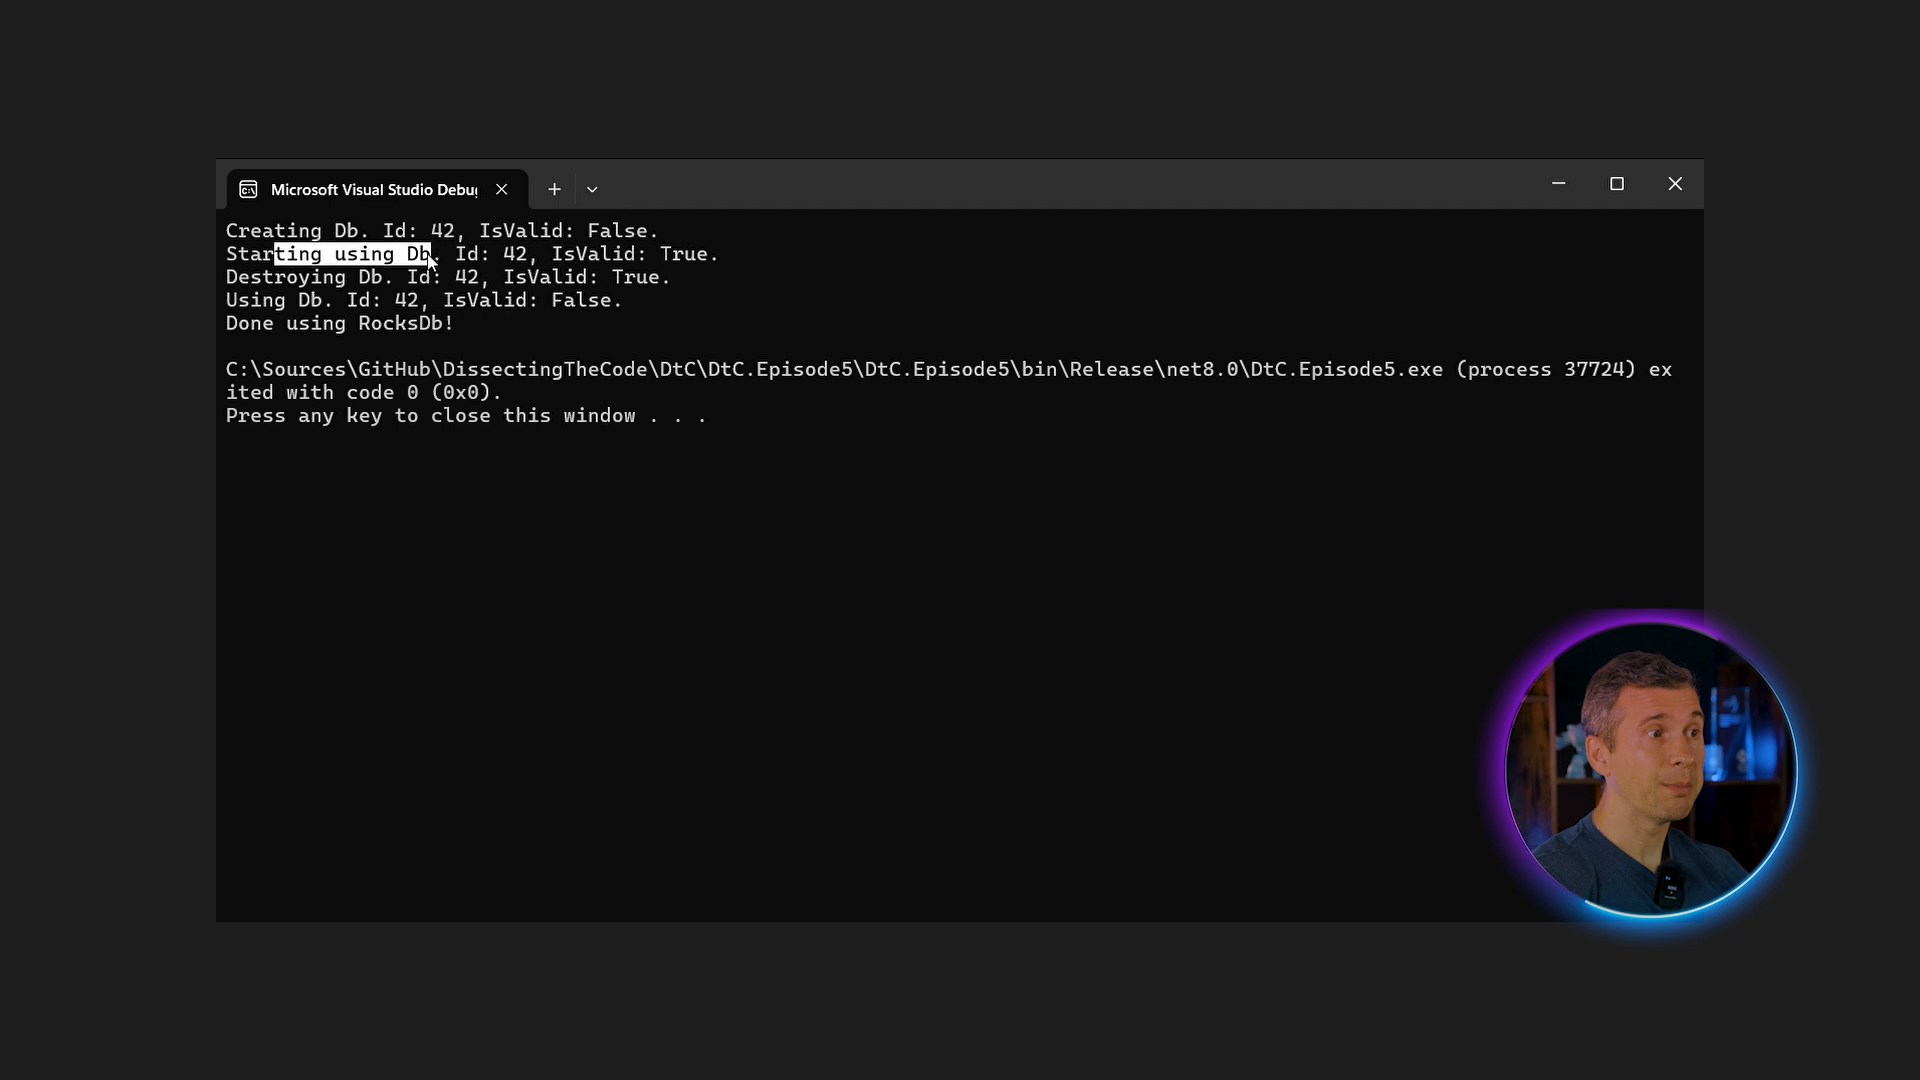 Microsoft Visual Studio Debug
Creating Db. Id: 42, IsValid: False.
Starting using Db. Id: 42, IsValid: True.
Destroying Db. Id: 42, IsValid: True.
Using Db. Id: 42, IsValid: False.
Done using RocksDb!
C:\Sources\GitHub\DissectingTheCode\DtC\DtC.Episode5\DtC.Episode5\bin\Release\net8.0\DtC.Episode5.exe (process 37724) ex
ited with code 0 (0x0).
Press any key to close this window . . .